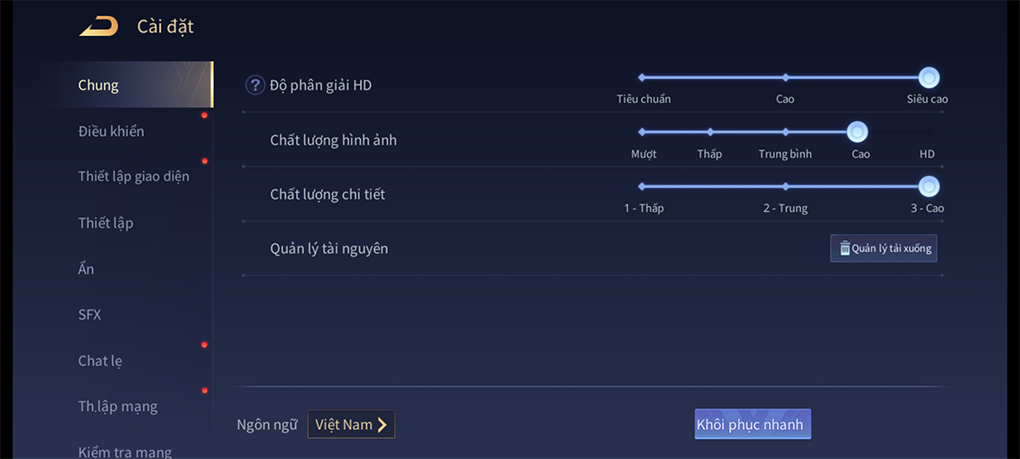 Cài đặt
Chung
Điều khiển
Thiết lập giao diện
Thiết lập
Ẩn
SFX
Chat lẹ
Th.lập mạng
Kiểm tra mạng
? Độ phân giải HD
Tiêu chuẩn Cao Siêu cao
Chất lượng hình ảnh
Mượt Thấp Trung bình Cao HD
Chất lượng chi tiết
1 - Thấp 2 - Trung 3 - Cao
Quản lý tài nguyên
Quản lý tải xuống
Ngôn ngữ Việt Nam
Khôi phục nhanh